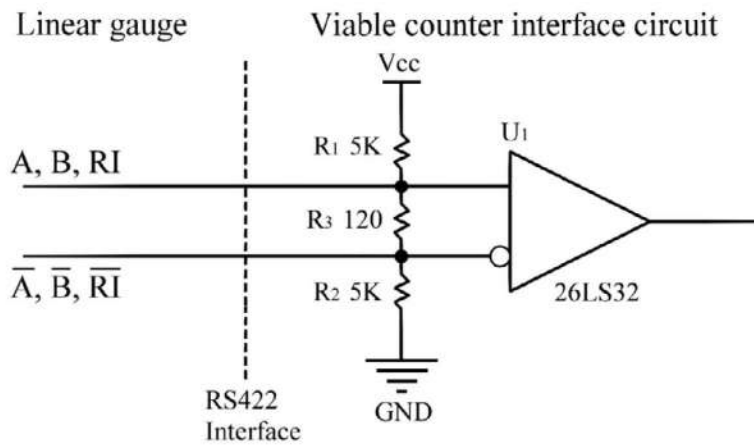 Linear gauge
Viable counter interface circuit
Vcc
R₁ 5K
U₁
A, B, RI
R₃ 120
A̅, B̅, R̅I̅
R₂ 5K
26LS32
RS422
Interface
GND